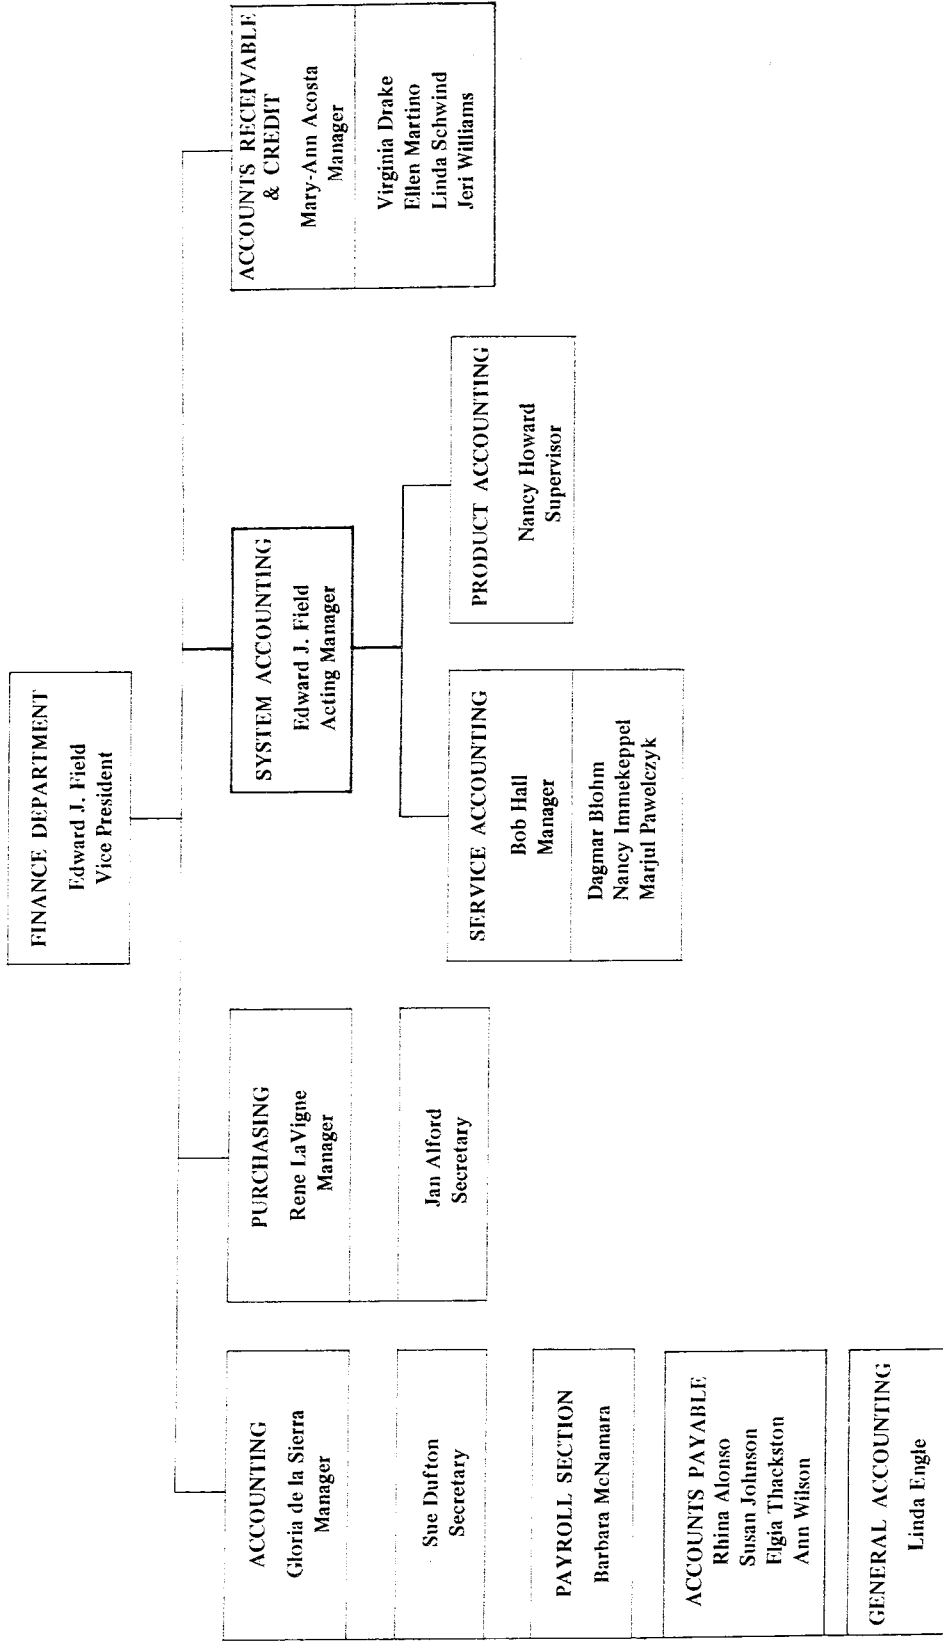 FINANCE DEPARTMENT
Edward J. Field
Vice President
ACCOUNTING
Gloria de la Sierra
Manager
Sue Dufton
Secretary
PAYROLL SECTION
Barbara McNamara
ACCOUNTS PAYABLE
Rhina Alonso
Susan Johnson
Elgia Thackston
Ann Wilson
GENERAL ACCOUNTING
Linda Engle
PURCHASING
Rene LaVigne
Manager
Jan Alford
Secretary
SYSTEM ACCOUNTING
Edward J. Field
Acting Manager
SERVICE ACCOUNTING
Bob Hall
Manager
Dagmar Blohm
Nancy Immekeppel
Marjul Pawelczyk
PRODUCT ACCOUNTING
Nancy Howard
Supervisor
ACCOUNTS RECEIVABLE
& CREDIT
Mary-Ann Acosta
Manager
Virginia Drake
Ellen Martino
Linda Schwind
Jeri Williams